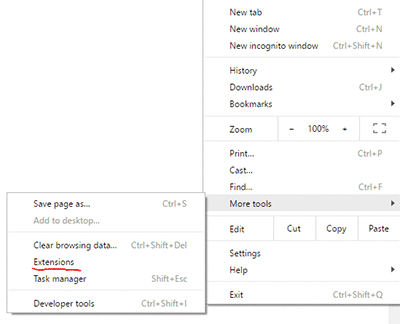 New tab Ctrl+T
New window Ctrl+N
New incognito window Ctrl+Shift+N
History
Downloads Ctrl+J
Bookmarks
Zoom − 100% +
Print... Ctrl+P
Cast...
Find... Ctrl+F
More tools
Edit Cut Copy Paste
Settings
Help
Exit Ctrl+Shift+Q
Save page as... Ctrl+S
Add to desktop...
Clear browsing data... Ctrl+Shift+Del
Extensions
Task manager Shift+Esc
Developer tools Ctrl+Shift+I